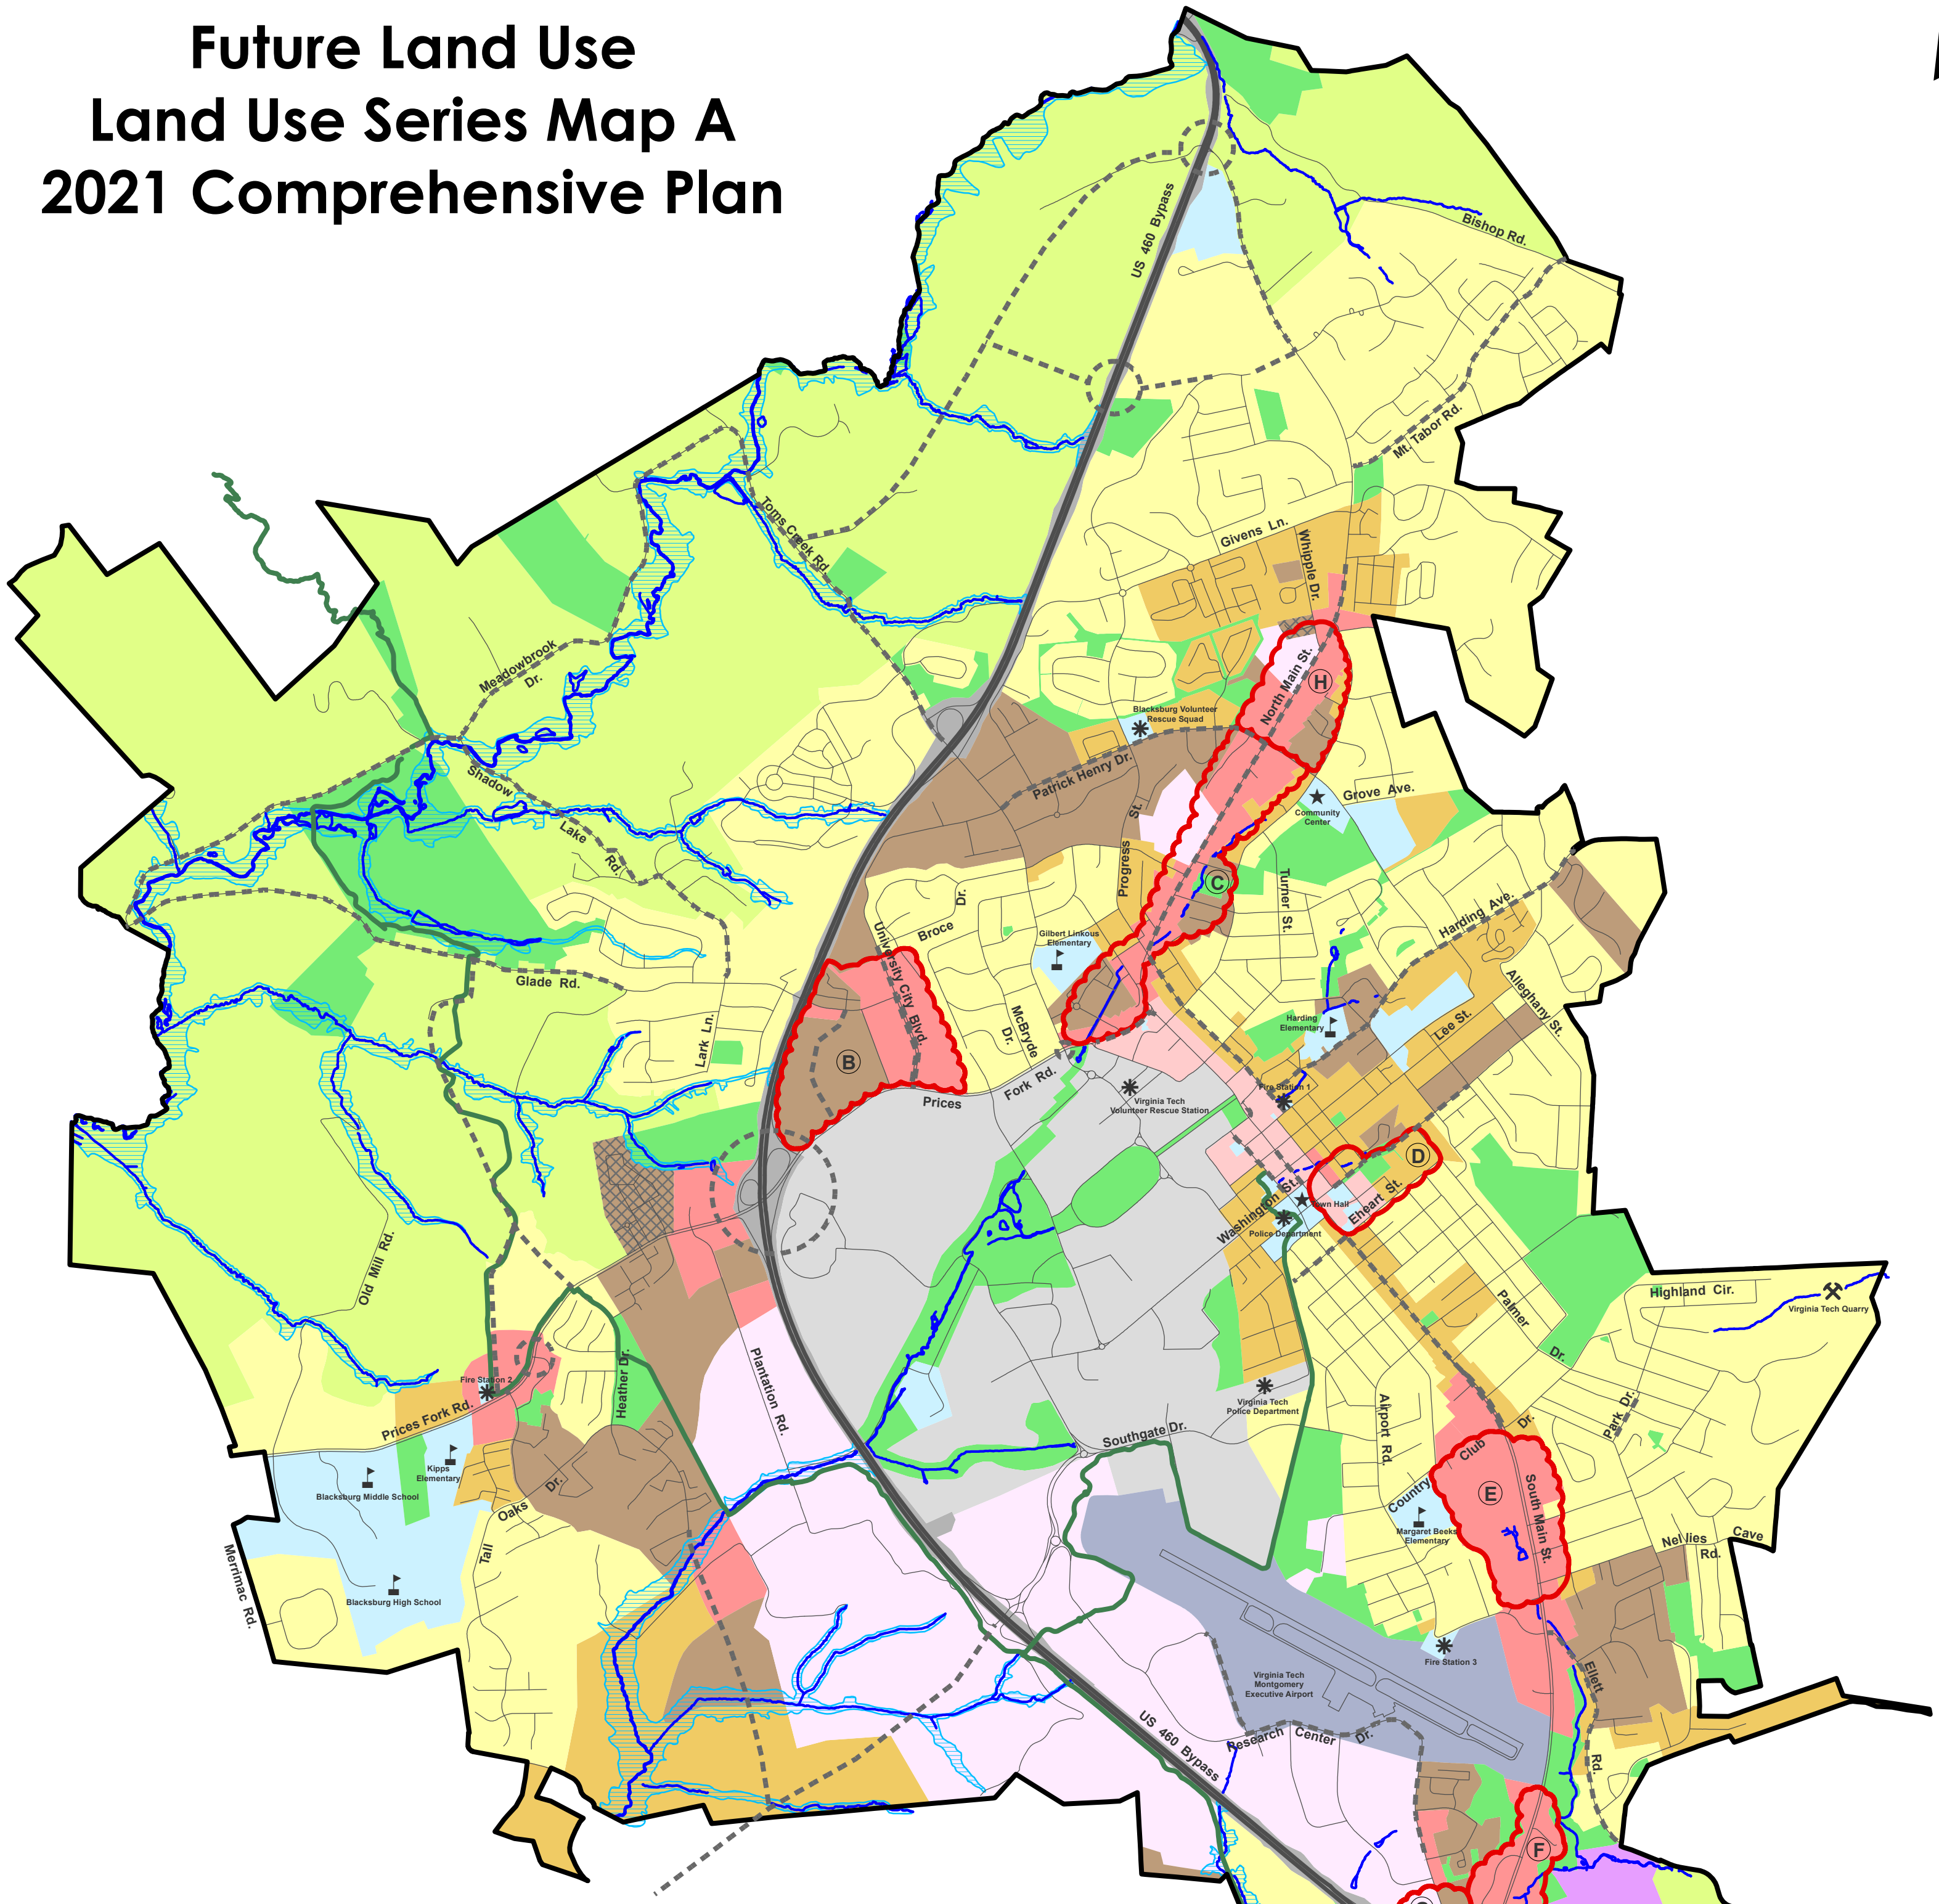 Future Land Use
Land Use Series Map A
2021 Comprehensive Plan
US 460 Bypass
Bishop Rd.
Mt. Tabor Rd.
Toms Creek Rd
Givens Ln.
Whipple Dr.
Meadowbrook
Dr.
North Main St.
H
Blacksburg Volunteer
Rescue Squad
Patrick Henry Dr.
Shadow
Lake
Rd.
Grove Ave.
Community
Center
St.
Progress
C
Turner St.
Dr.
Broce
University City Blvd.
Gilbert Linkous
Elementary
Harding Ave.
Glade Rd.
Alleghany St.
McBryde
Dr.
Harding
Elementary
Lee St.
Lark Ln.
B
Prices
Fork Rd.
Fire Station 1
Virginia Tech
Volunteer Rescue Station
D
Washington St.
Town Hall
Eheart St.
Police Department
Old Mill Rd.
Highland Cir.
Virginia Tech Quarry
Palmer
Dr.
Plantation Rd.
Heather Dr.
Fire Station 2
Prices Fork Rd.
Virginia Tech
Police Department
Airport Rd.
Park Dr.
Southgate Dr.
Club
Dr.
Country
E
South Main St.
Kipps
Elementary
Blacksburg Middle School
Oaks
Dr.
Tall
Margaret Beeks
Elementary
Nellies
Cave
Rd.
Merrimac Rd.
Blacksburg High School
Fire Station 3
Ellett
Rd.
Virginia Tech
Montgomery
Executive Airport
US 460 Bypass
Research
Center
Dr.
F